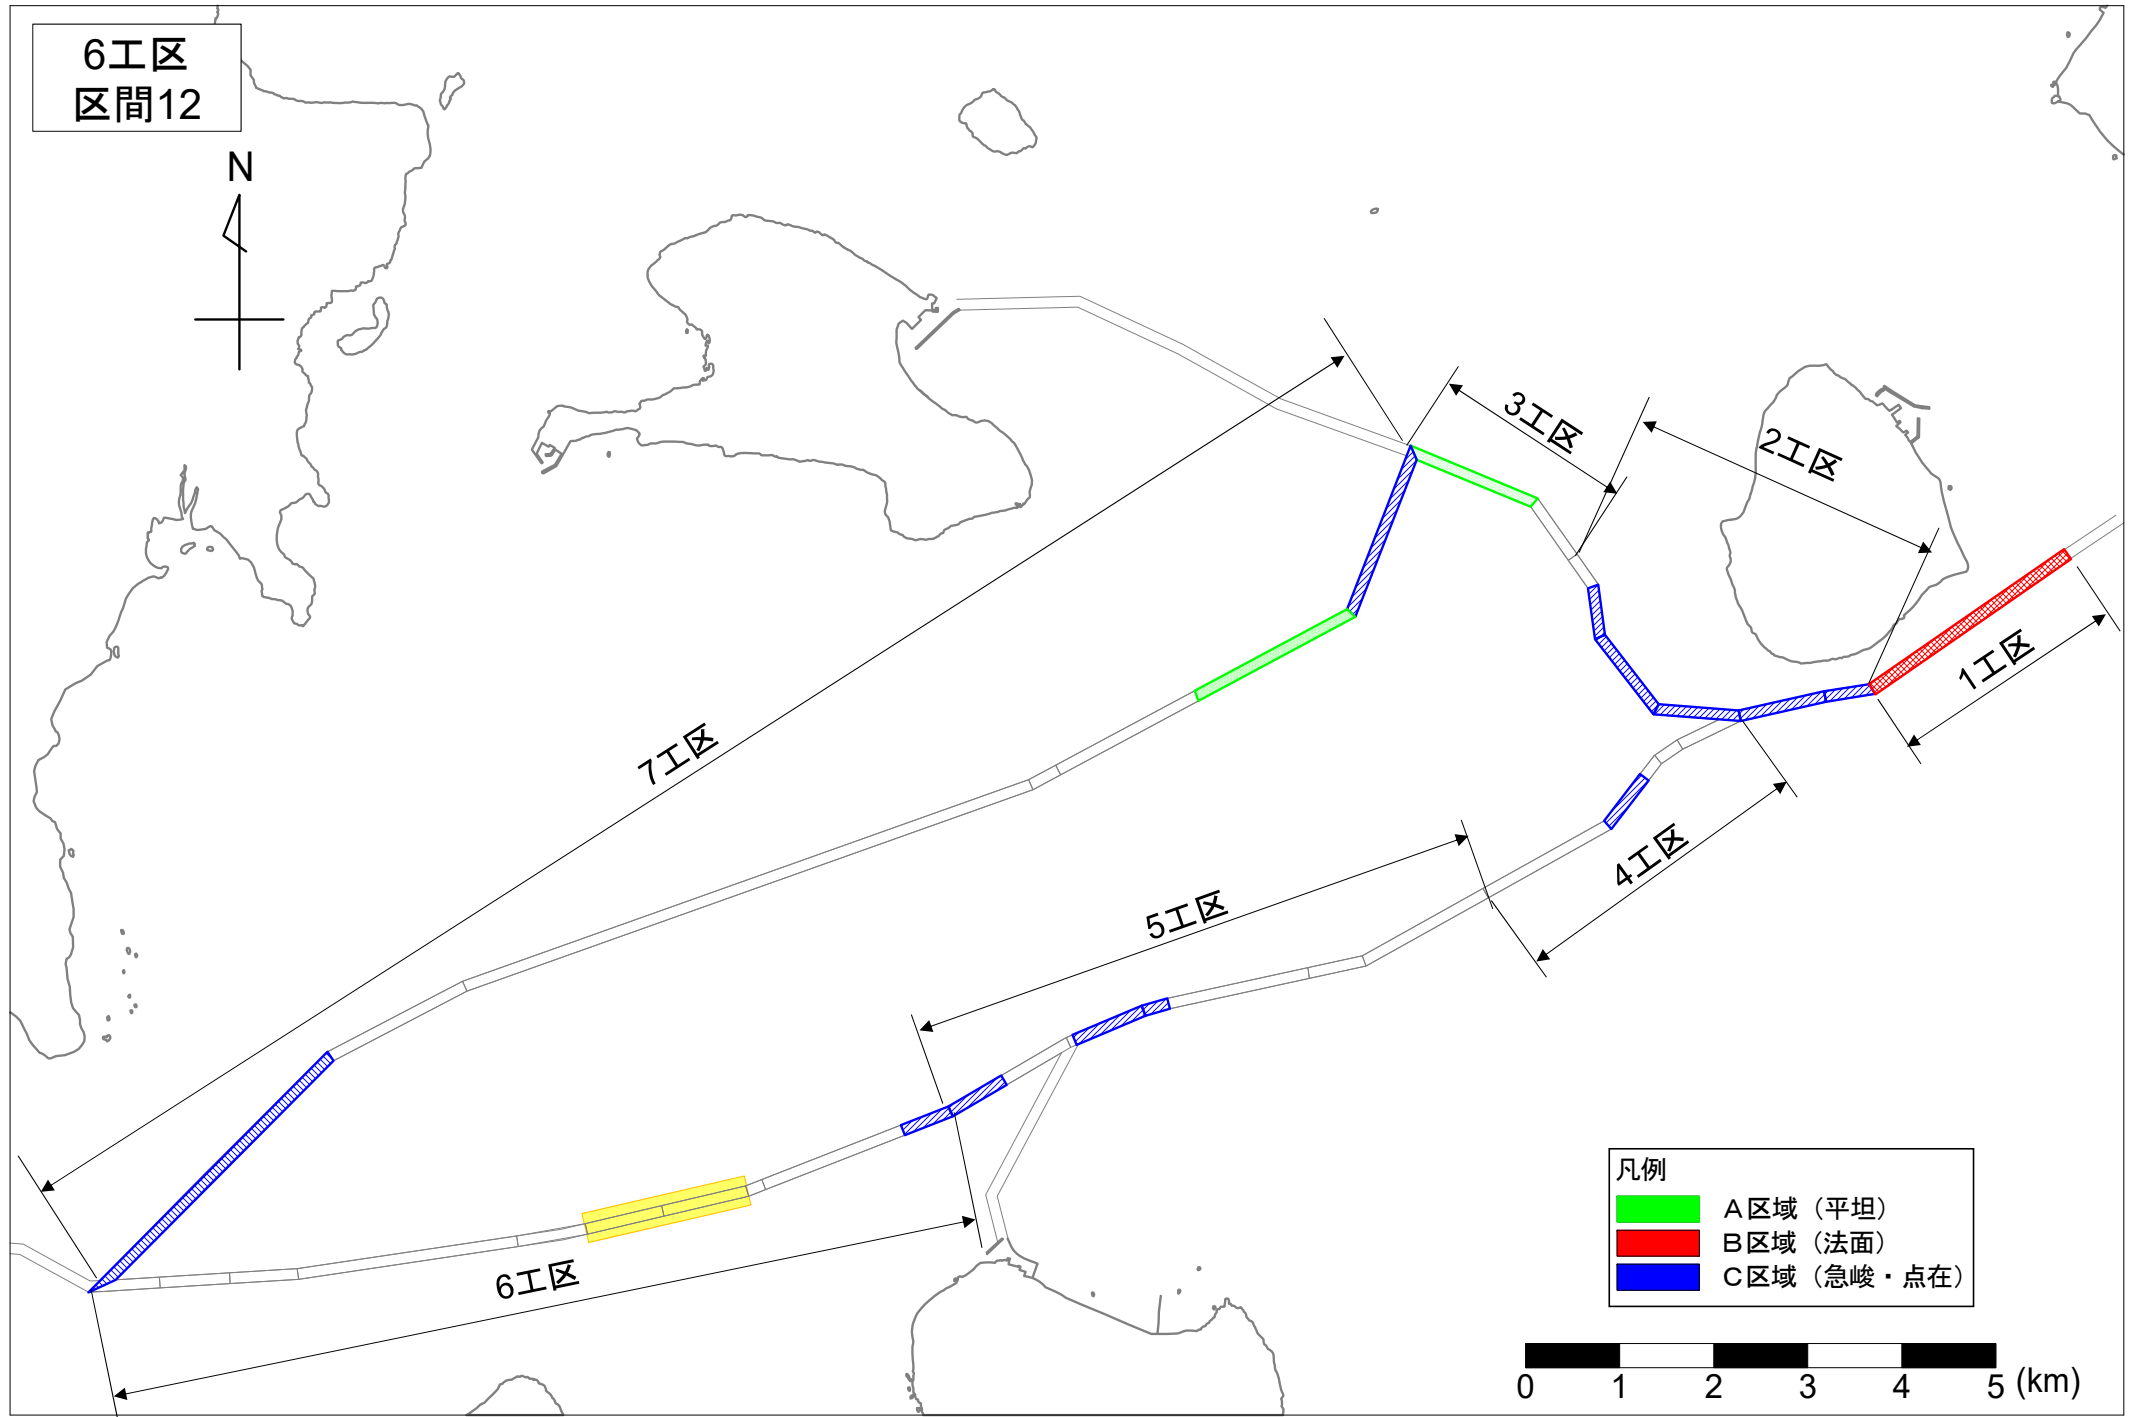 6工区
区間12
N
3工区
2工区
1工区
7工区
4工区
5工区
6工区
凡例
A区域（平坦）
B区域（法面）
C区域（急峻・点在）
0 1 2 3 4 5 (km)